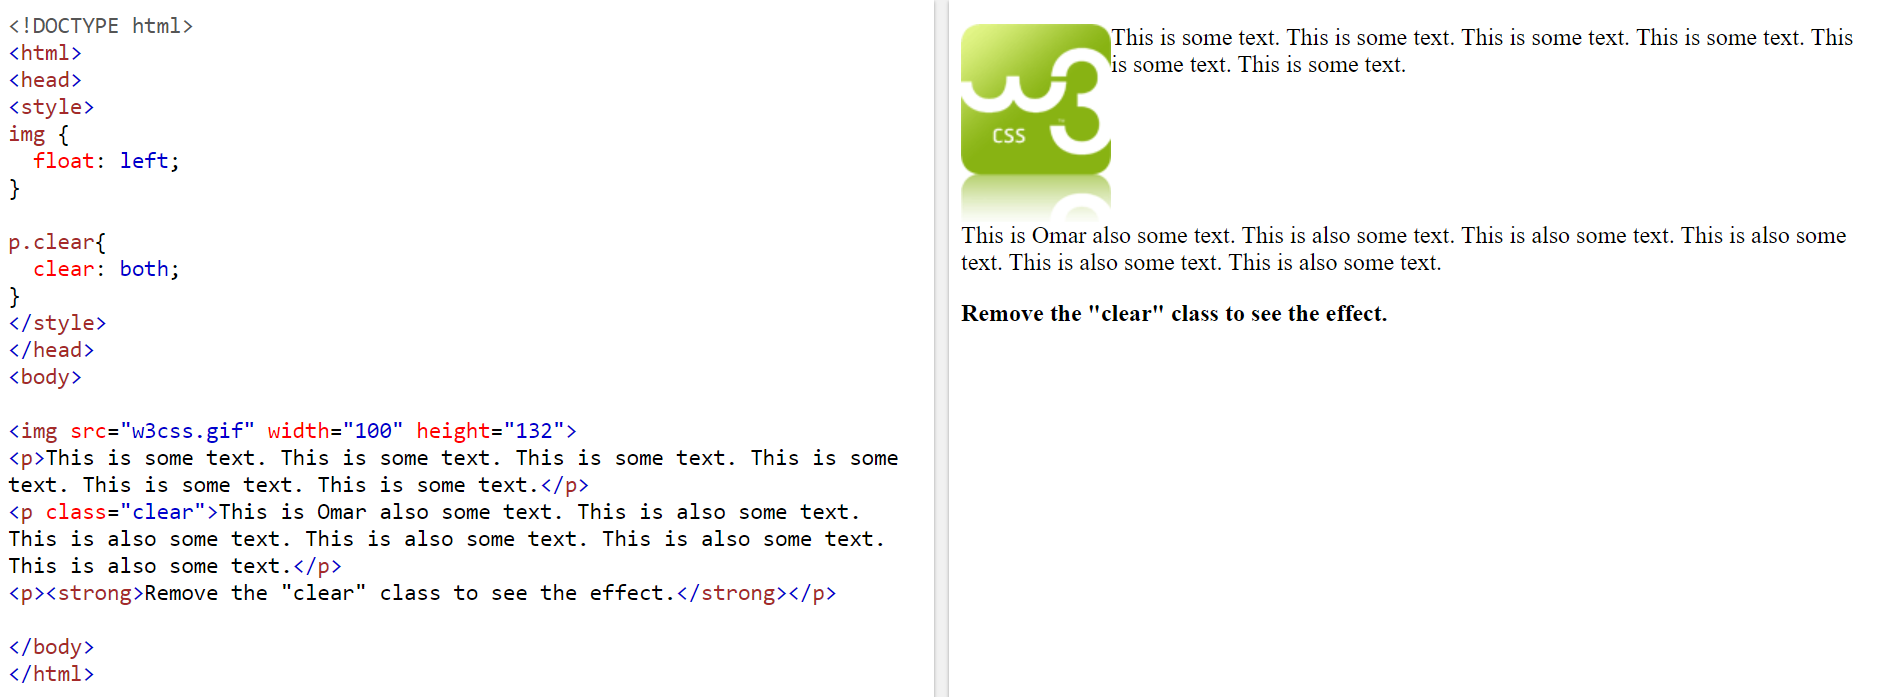 <!DOCTYPE html>
<html>
<head>
<style>
img {
  float: left;
}

p.clear{
  clear: both;
}
</style>
</head>
<body>

<img src="w3css.gif" width="100" height="132">
<p>This is some text. This is some text. This is some text. This is some
text. This is some text. This is some text.</p>
<p class="clear">This is Omar also some text. This is also some text.
This is also some text. This is also some text. This is also some text.
This is also some text.</p>
<p><strong>Remove the "clear" class to see the effect.</strong></p>

</body>
</html>
w3
™
CSS
This is some text. This is some text. This is some text. This is some text. This
is some text. This is some text.
This is Omar also some text. This is also some text. This is also some text. This is also some
text. This is also some text. This is also some text.
Remove the "clear" class to see the effect.